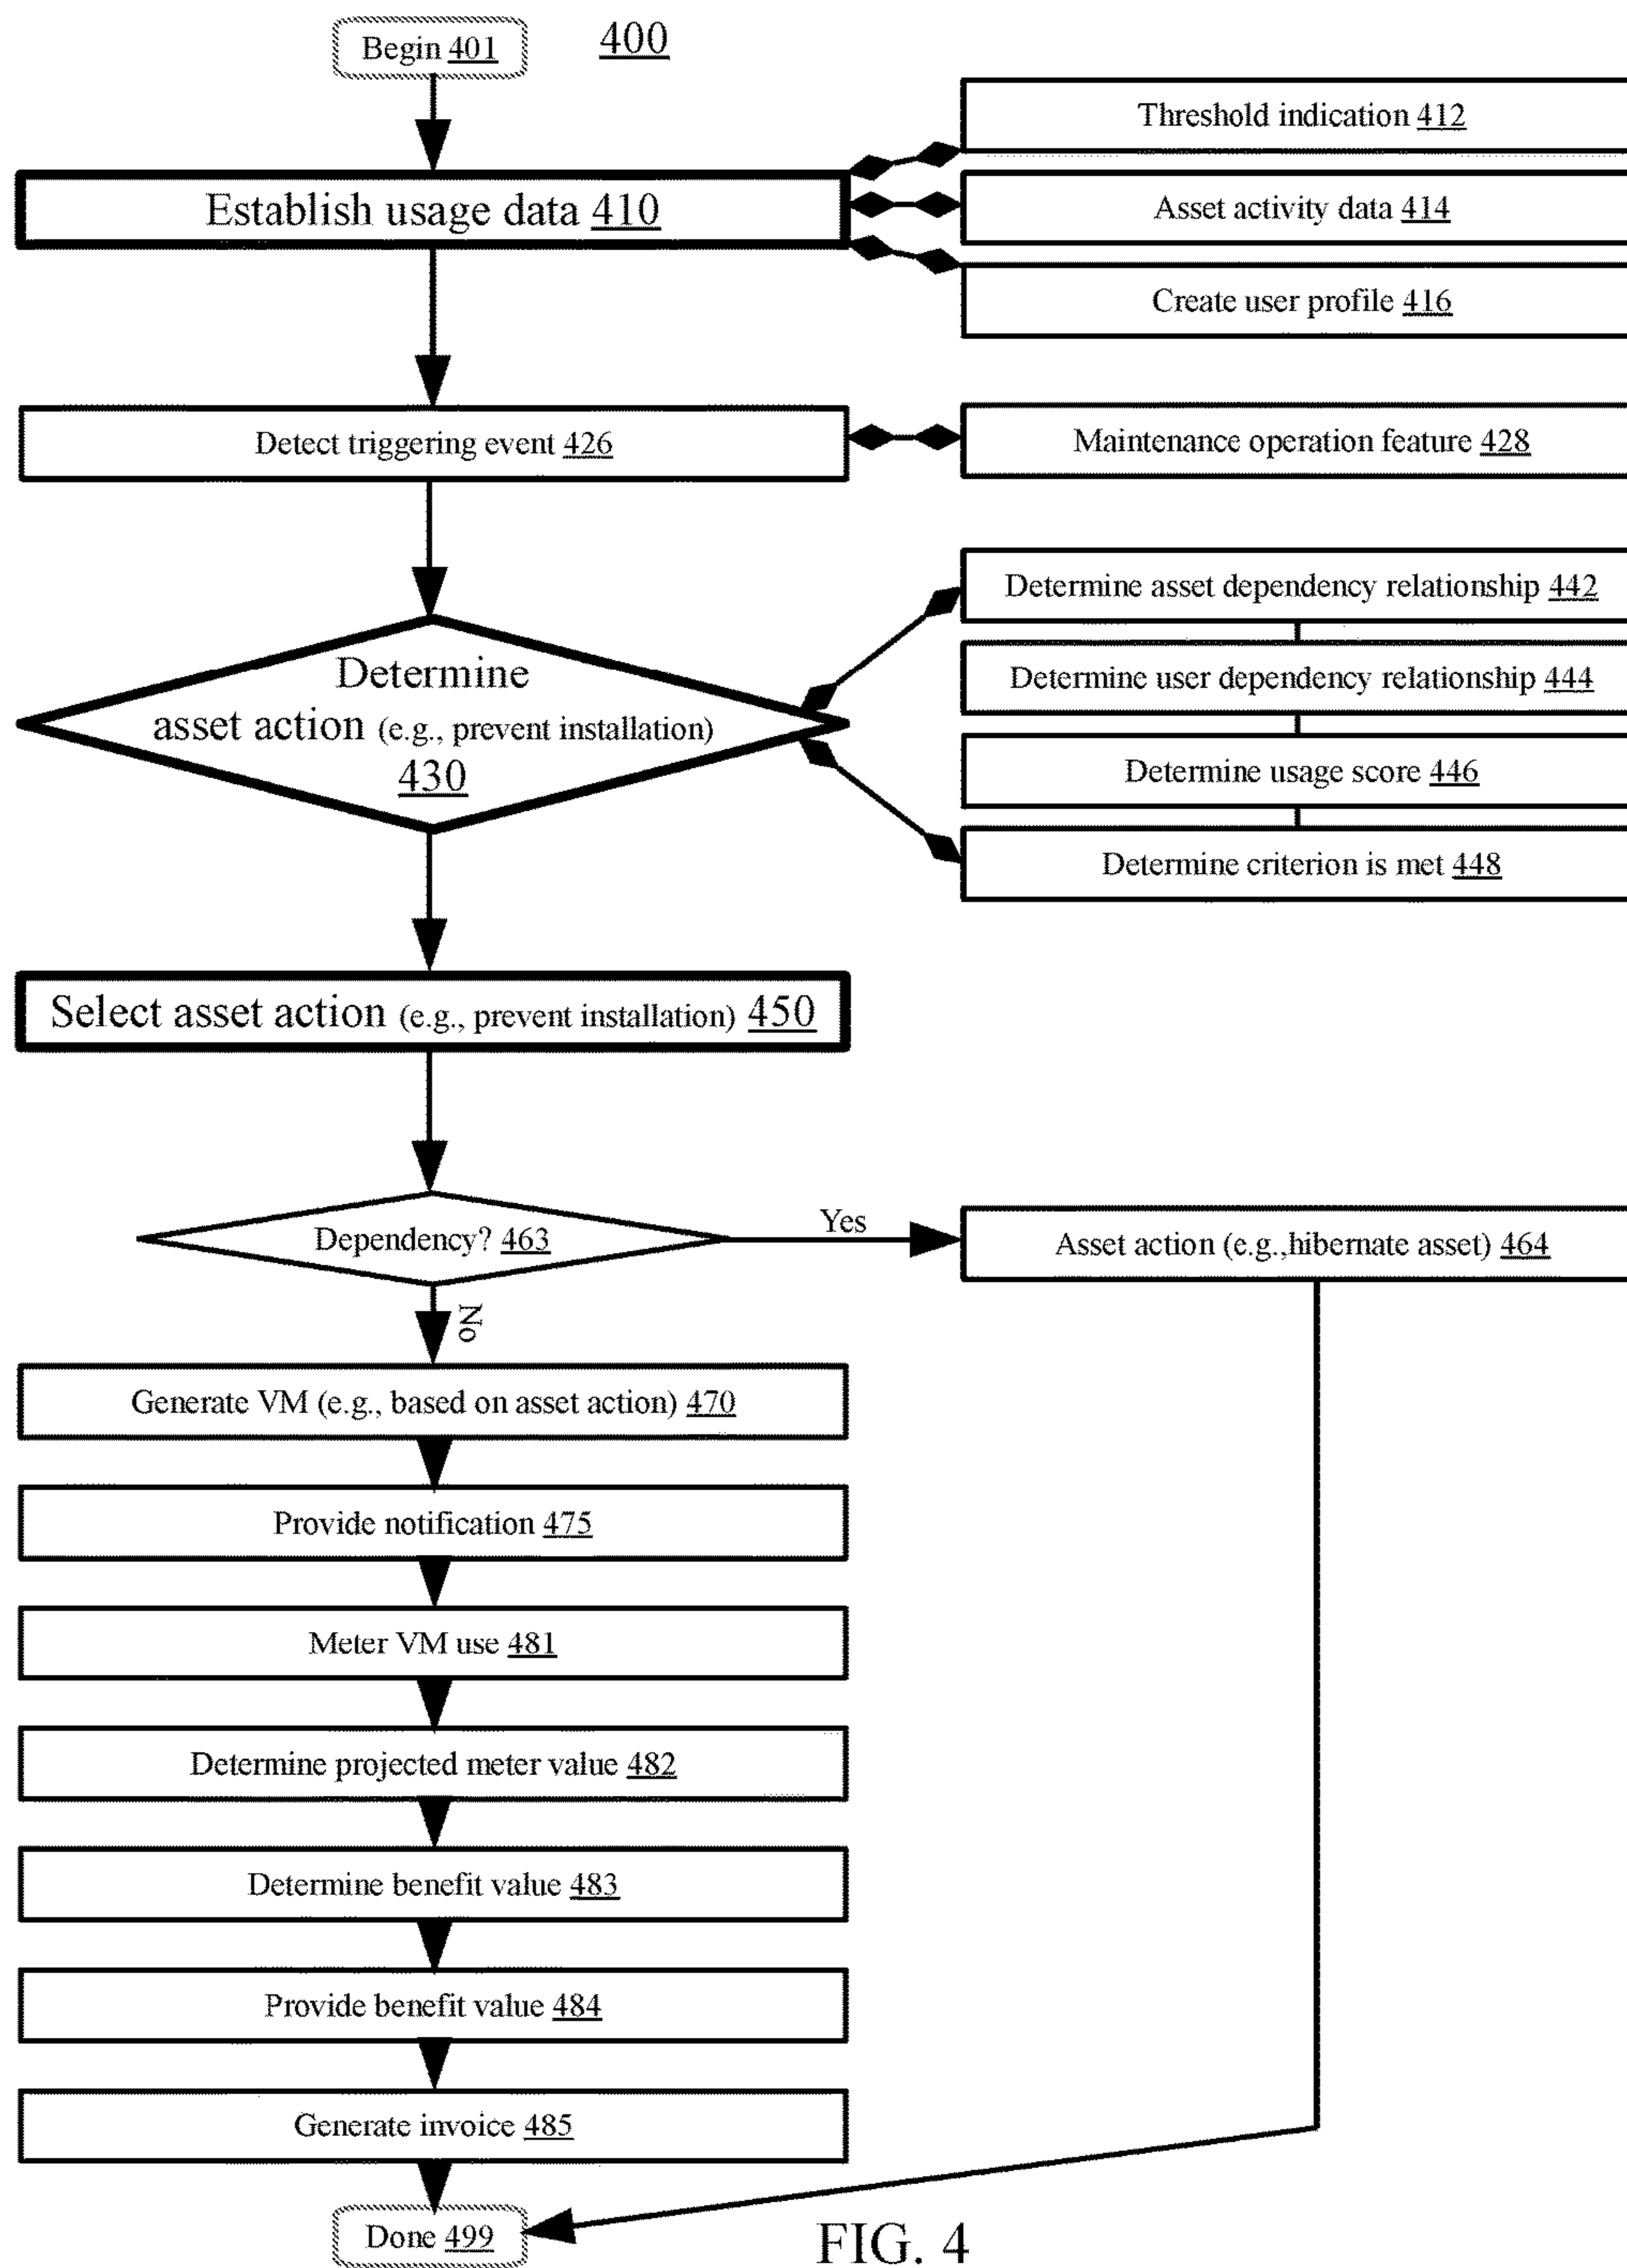 Begin 401
400
Threshold indication 412
Establish usage data 410
Asset activity data 414
Create user profile 416
Detect triggering event 426
Maintenance operation feature 428
Determine asset dependency relationship 442
Determine
asset action (e.g., prevent installation)
430
Determine user dependency relationship 444
Determine usage score 446
Determine criterion is met 448
Select asset action (e.g., prevent installation) 450
Dependency? 463
Yes
Asset action (e.g.,hibernate asset) 464
No
Generate VM (e.g., based on asset action) 470
Provide notification 475
Meter VM use 481
Determine projected meter value 482
Determine benefit value 483
Provide benefit value 484
Generate invoice 485
Done 499
FIG. 4